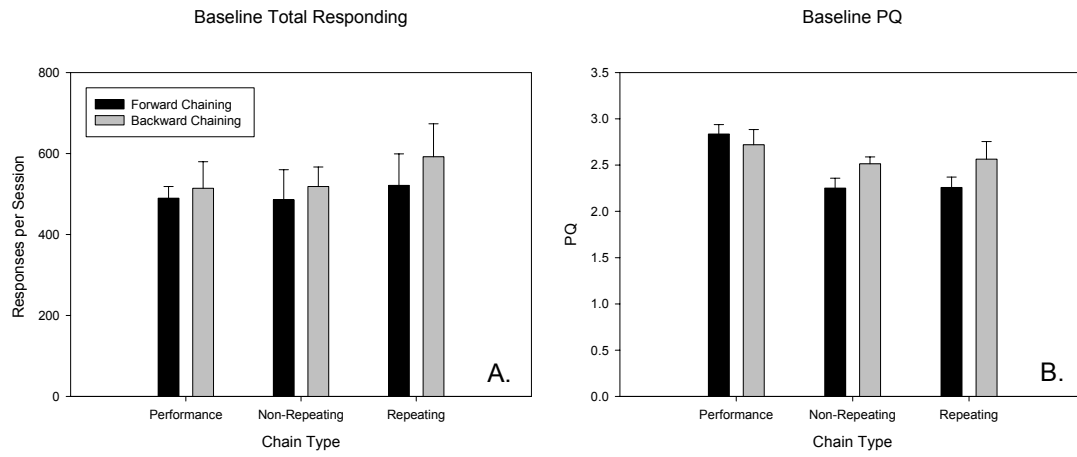 Baseline Total Responding
800
600
400
200
0
Responses per Session
Forward Chaining
Backward Chaining
A.
Performance
Non-Repeating
Repeating
Chain Type
Baseline PQ
3.5
3.0
2.5
2.0
1.5
1.0
0.5
0.0
PQ
B.
Performance
Non-Repeating
Repeating
Chain Type